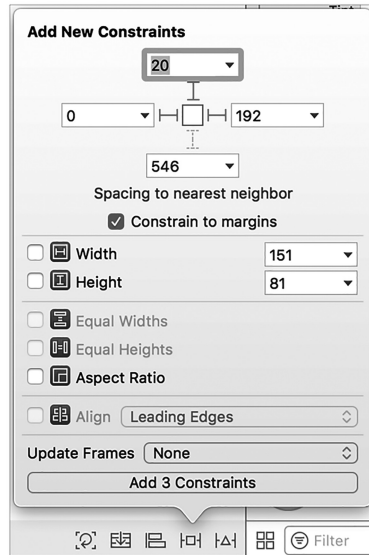 Tint
Add New Constraints
20
0
192
546
Spacing to nearest neighbor
Constrain to margins
Width 151
Height 81
Equal Widths
Equal Heights
Aspect Ratio
Align Leading Edges
Update Frames None
Add 3 Constraints
Filter